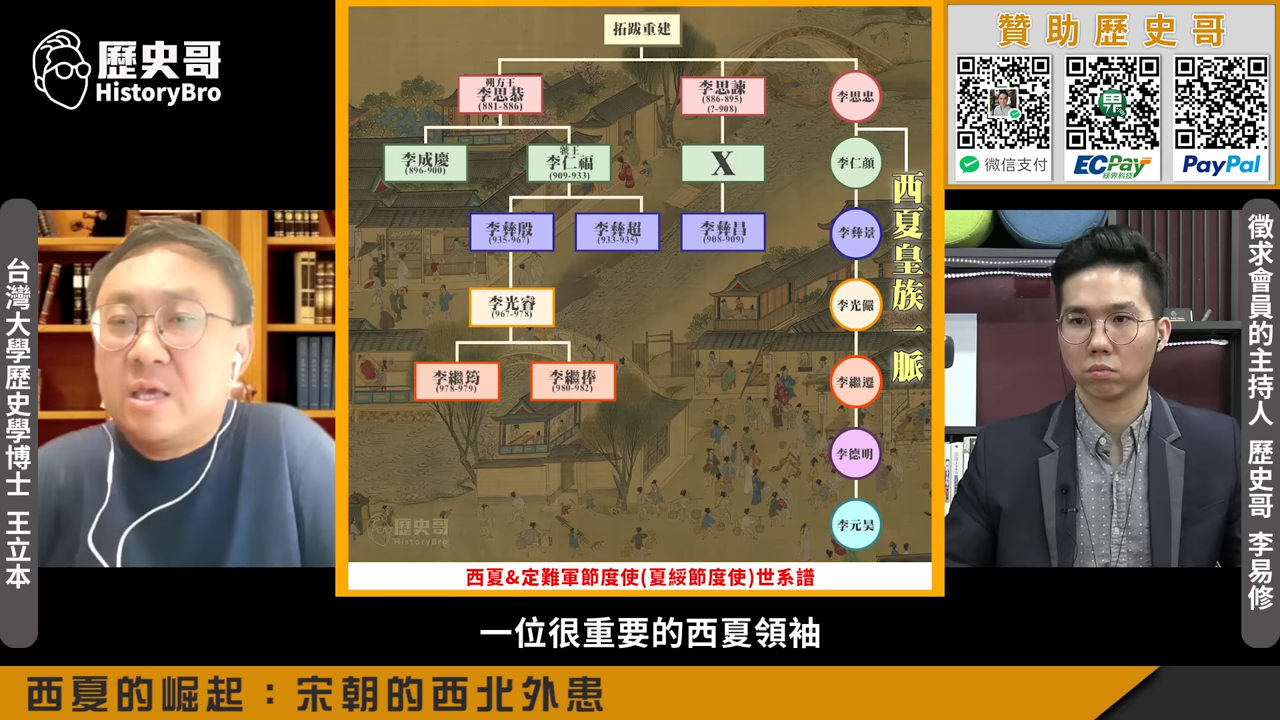 歷史哥
HistoryBro
拓跋重建
朔方王
李思恭
(881-886)
李思諫
(886-895)
(?-908)
李思忠
李成慶
(896-900)
虢王
李仁福
(909-933)
X
李仁顏
李彝殷
(935-967)
李彝超
(933-935)
李彝昌
(908-909)
李彝景
李光睿
(967-978)
李光儼
李繼筠
(978-979)
李繼捧
(980-982)
李繼遷
李德明
李元昊
西夏皇族一脈
歷史哥
HistoryBro
西夏&定難軍節度使(夏綏節度使)世系譜
贊助歷史哥
微信支付
ECPay
綠界科技
PayPal
台灣大學歷史學博士 王立本
徵求會員的主持人 歷史哥 李易修
一位很重要的西夏領袖
西夏的崛起：宋朝的西北外患